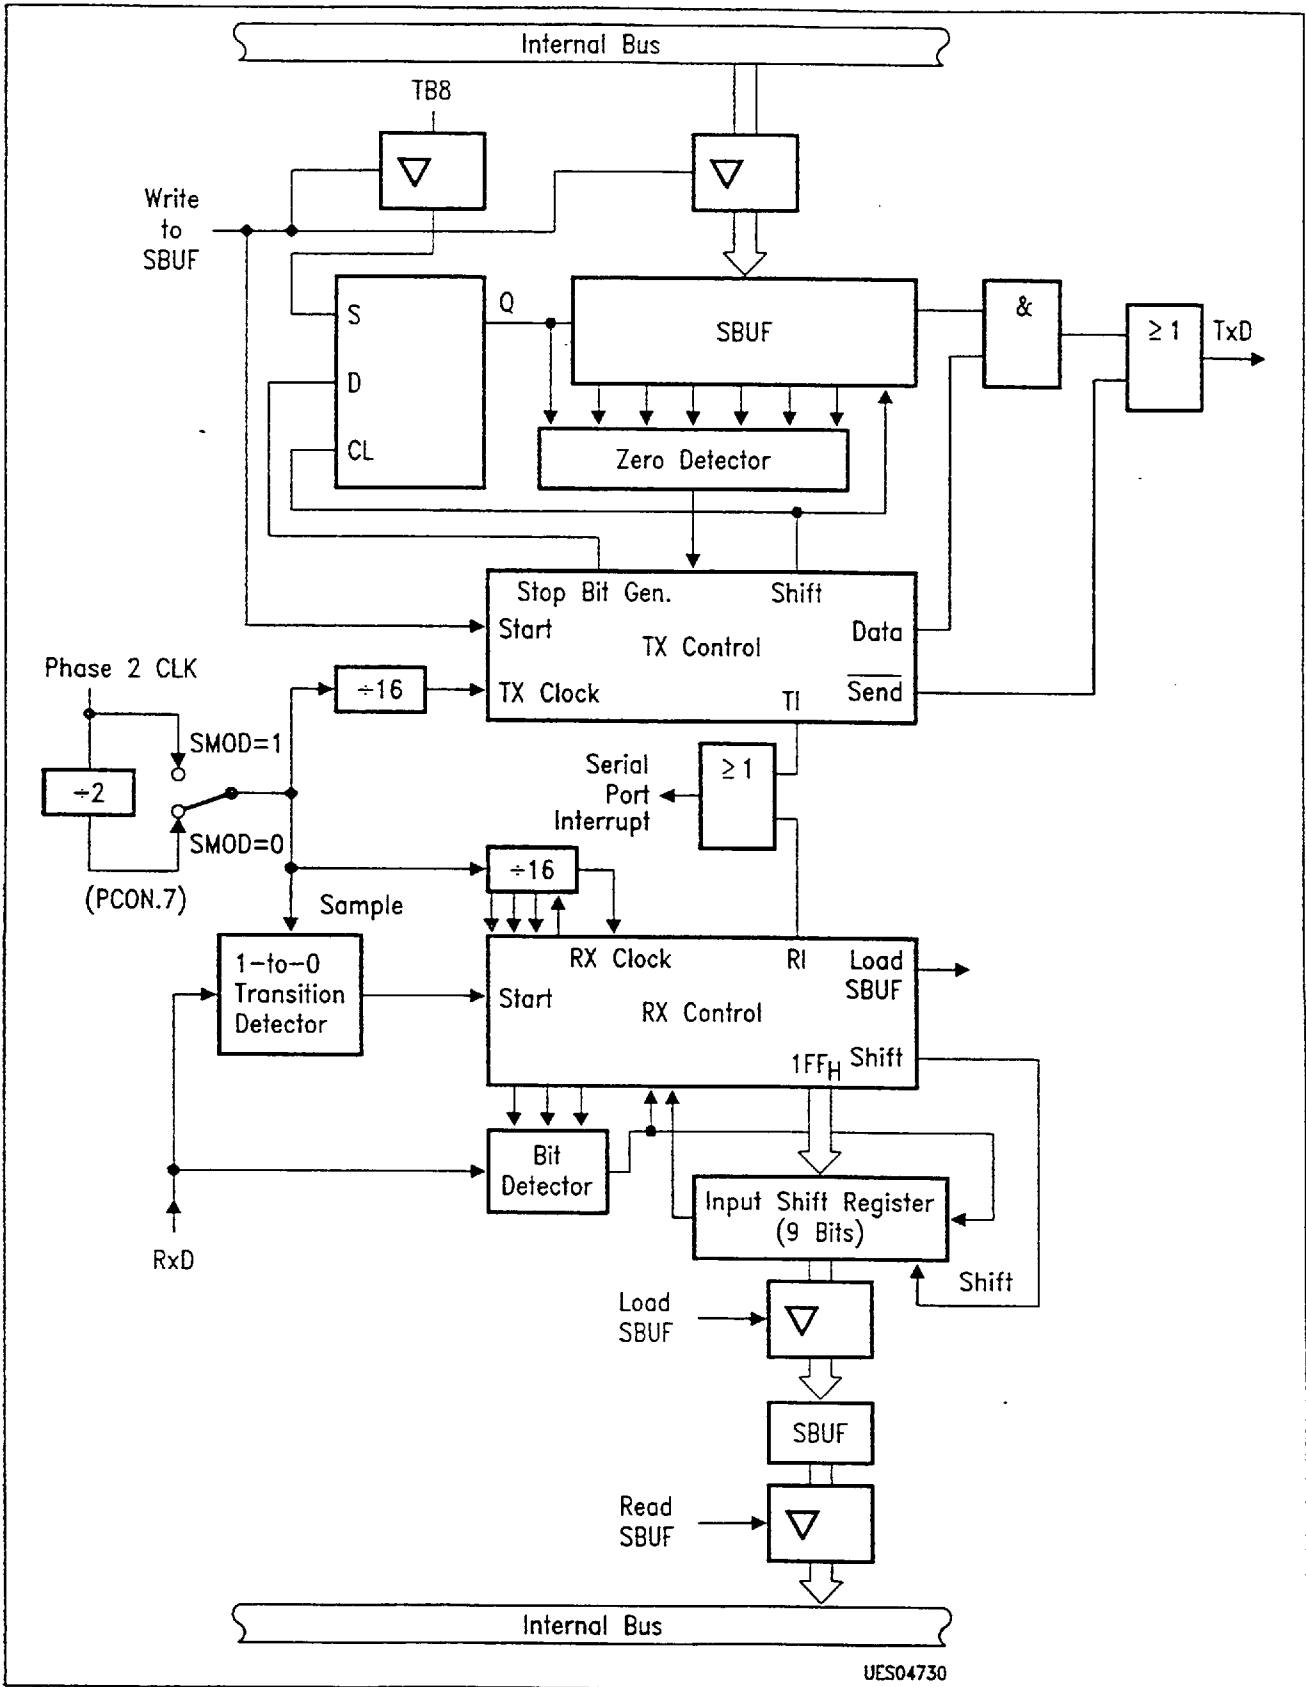 Internal Bus
TB8
Write
to
SBUF
S
D
CL
Q
SBUF
&
≥1
TxD
Zero Detector
Stop Bit Gen.
Shift
Start
TX Control
Data
TX Clock
TI
Send
Phase 2 CLK
÷16
SMOD=1
÷2
SMOD=0
(PCON.7)
≥1
Serial
Port
Interrupt
÷16
Sample
1-to-0
Transition
Detector
RX Clock
RI
Load
SBUF
Start
RX Control
1FFH
Shift
Bit
Detector
Input Shift Register
(9 Bits)
RxD
Shift
Load
SBUF
SBUF
Read
SBUF
Internal Bus
UES04730